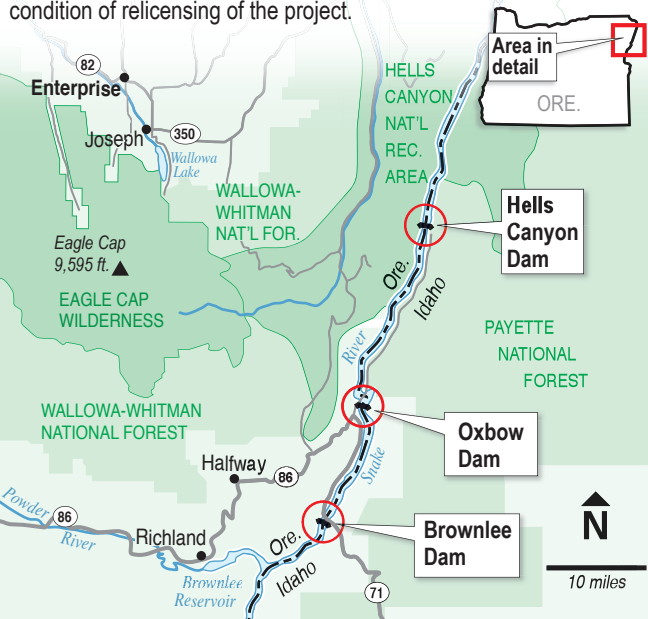 condition of relicensing of the project.
Area in
detail
ORE.
82
Enterprise
HELLS
CANYON
NAT'L
REC.
AREA
Joseph
350
Wallowa
Lake
WALLOWA-
WHITMAN
NAT'L FOR.
Hells
Canyon
Dam
Eagle Cap
9,595 ft.
Ore.
Idaho
EAGLE CAP
WILDERNESS
River
PAYETTE
NATIONAL
FOREST
WALLOWA-WHITMAN
NATIONAL FOREST
Oxbow
Dam
Halfway
86
Snake
Powder
River
86
Richland
Ore.
Idaho
Brownlee
Dam
N
Brownlee
Reservoir
71
10 miles